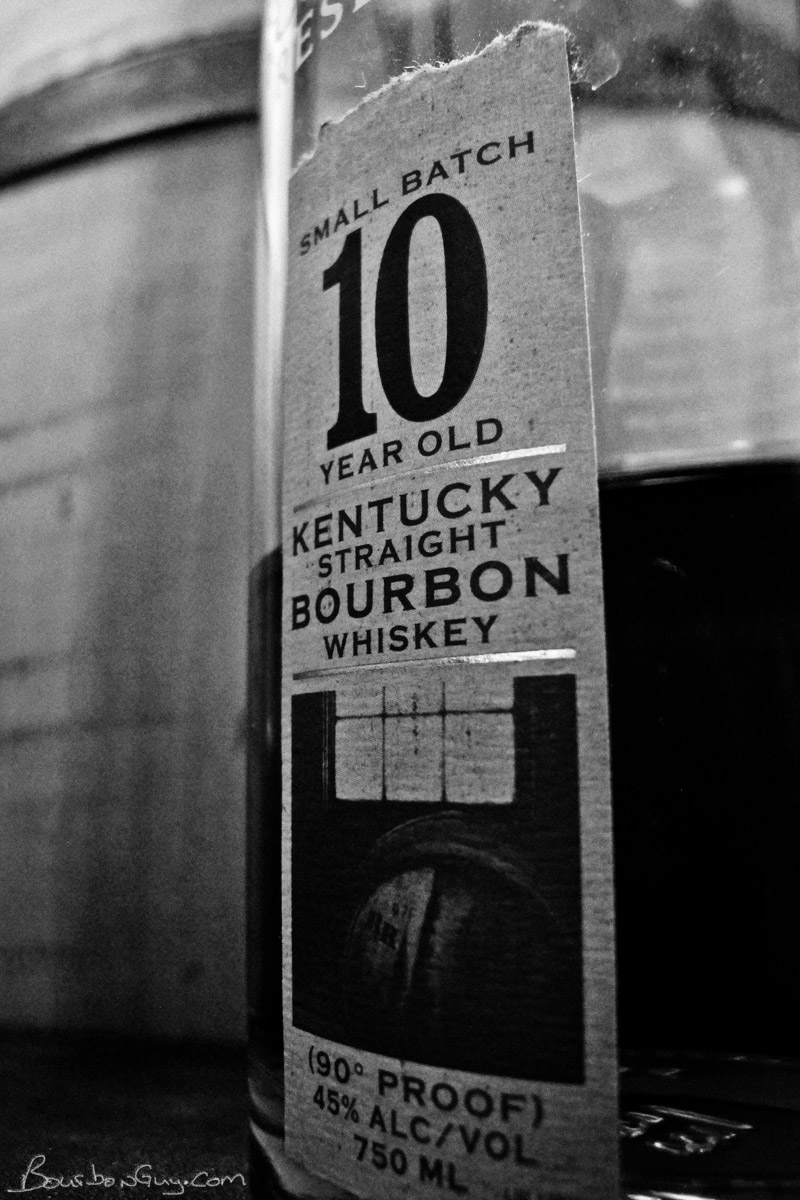 SMALL BATCH
10
YEAR OLD
KENTUCKY
STRAIGHT
BOURBON
WHISKEY
(90° PROOF)
45% ALC/VOL
750 ML
BourbonGuy.com